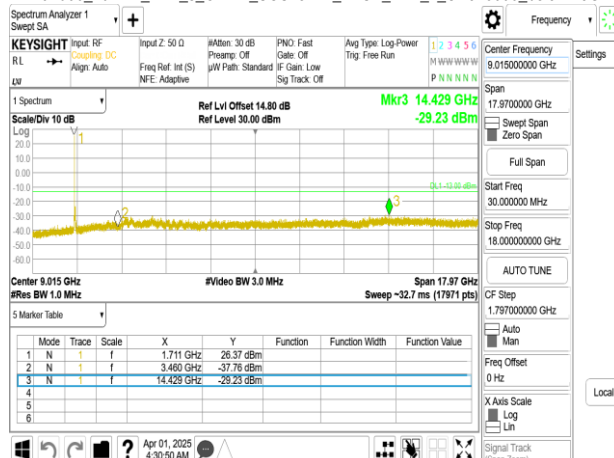 Spectrum Analyzer 1
Swept SA
+
Frequency
Settings
KEYSIGHT
RL
LXI
Input: RF
Coupling: DC
Align: Auto
Input Z: 50 Ω
Freq Ref: Int (S)
NFE: Adaptive
#Atten: 30 dB
Preamp: Off
µW Path: Standard
PNO: Fast
Gate: Off
IF Gain: Low
Sig Track: Off
Avg Type: Log-Power
Trig: Free Run
1 2 3 4 5 6
M W W W W W
P N N N N N
1 Spectrum
Scale/Div 10 dB
Ref Lvl Offset 14.80 dB
Ref Level 30.00 dBm
Mkr3 14.429 GHz
-29.23 dBm
Log
20.0
10.0
0.00
-10.0
-20.0
-30.0
-40.0
-50.0
-60.0
1
2
3
DL1 -13.00 dBm
Center 9.015 GHz
#Res BW 1.0 MHz
#Video BW 3.0 MHz
Span 17.97 GHz
Sweep ~32.7 ms (17971 pts)
5 Marker Table
Mode Trace Scale X Y Function Function Width Function Value
1 N 1 f 1.711 GHz 26.37 dBm
2 N 1 f 3.460 GHz -37.76 dBm
3 N 1 f 14.429 GHz -29.23 dBm
4
5
6
?
Apr 01, 2025
4:30:50 AM
Center Frequency
9.015000000 GHz
Span
17.9700000 GHz
Swept Span
Zero Span
Full Span
Start Freq
30.000000 MHz
Stop Freq
18.000000000 GHz
AUTO TUNE
CF Step
1.797000000 GHz
Auto
Man
Freq Offset
0 Hz
X Axis Scale
Log
Lin
Signal Track
Local